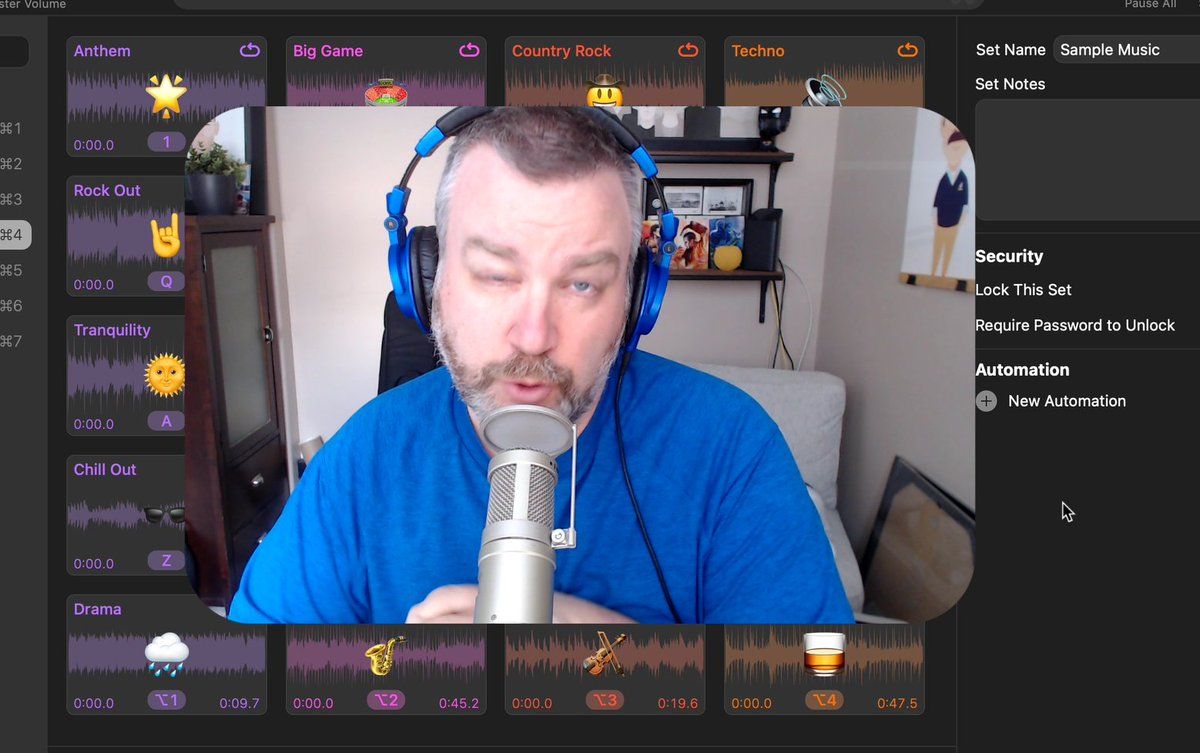 ster Volume
Pause All
⌘1
⌘2
⌘3
⌘4
⌘5
⌘6
⌘7
Anthem
0:00.0 1
Big Game
Country Rock
Techno
Rock Out
0:00.0 Q
Tranquility
0:00.0 A
Chill Out
0:00.0 Z
Drama
0:00.0 ⌥1 0:09.7
0:00.0 ⌥2 0:45.2
0:00.0 ⌥3 0:19.6
0:00.0 ⌥4 0:47.5
Set Name Sample Music
Set Notes
Security
Lock This Set
Require Password to Unlock
Automation
New Automation